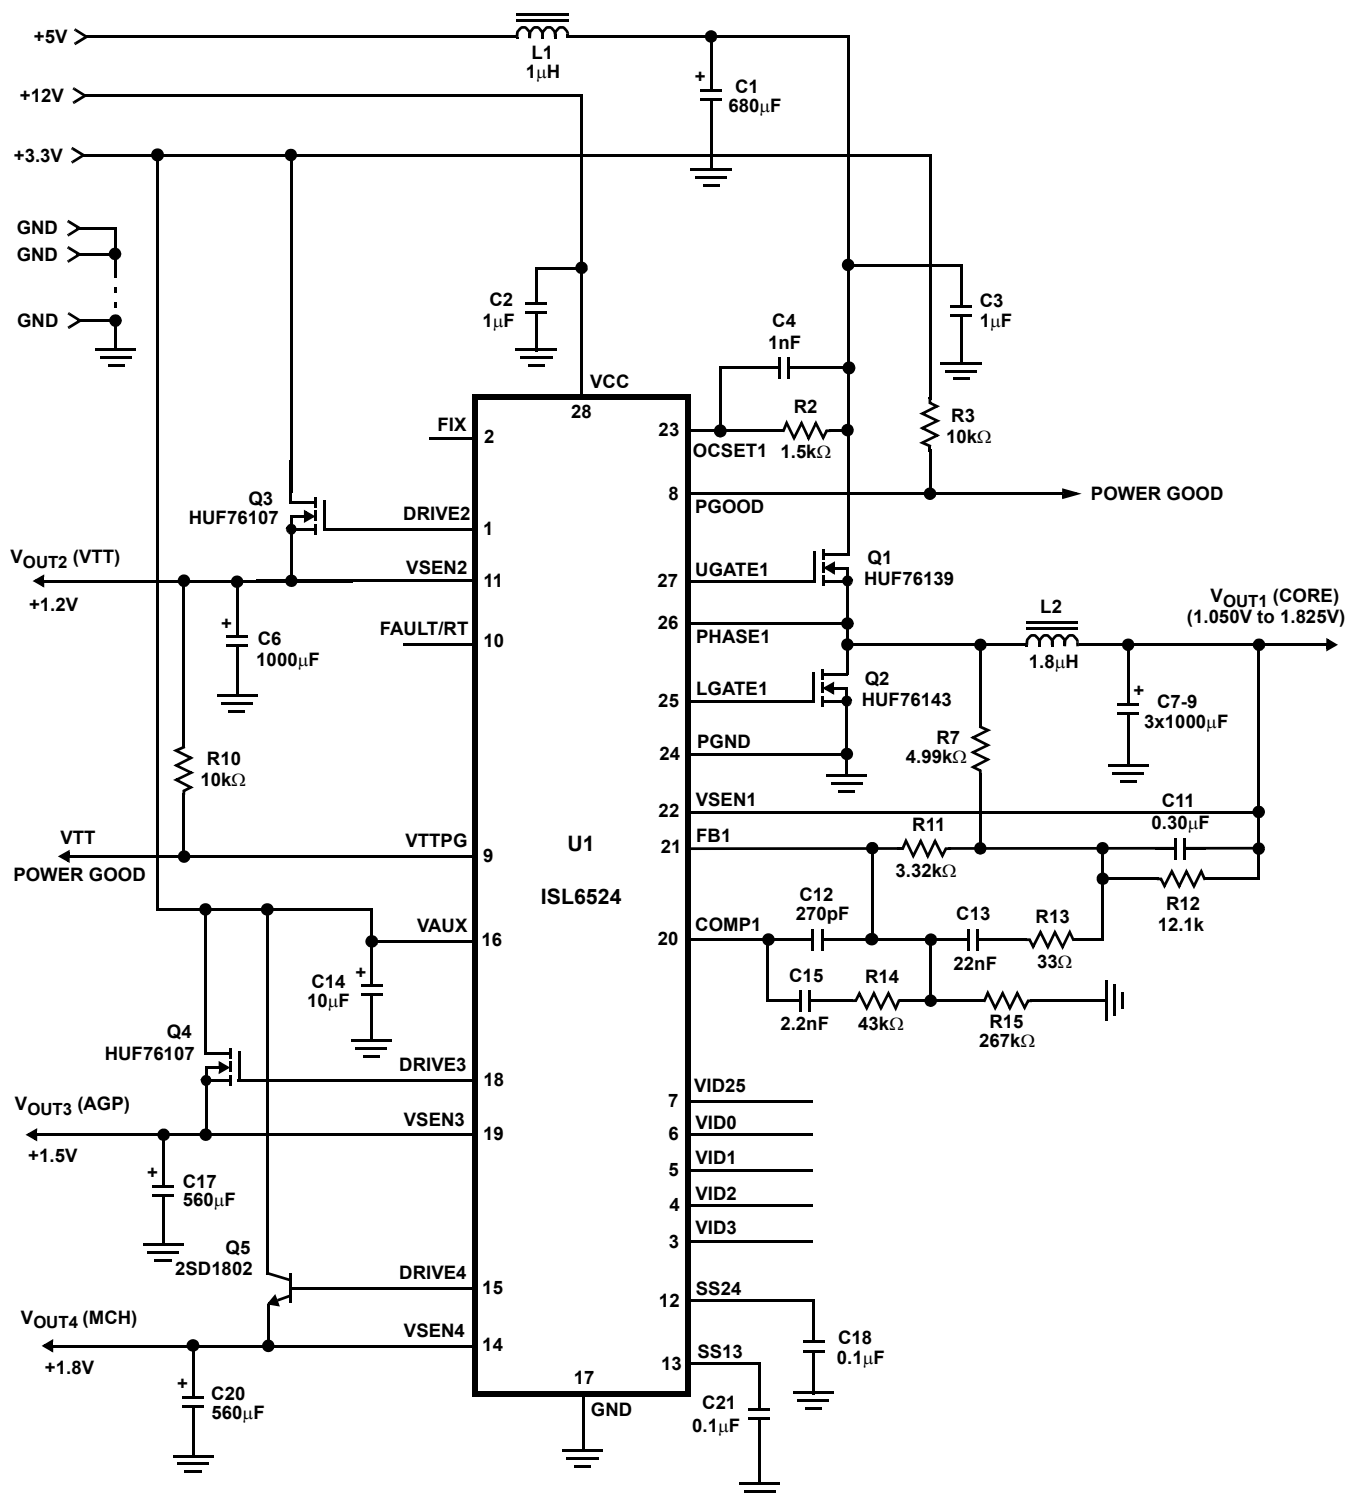 +5V
L1
1µH
C1
680µF
+
+12V
+3.3V
GND
GND
GND
C2
1µF
C3
1µF
C4
1nF
VCC
28
FIX
2
23
OCSET1
R2
1.5kΩ
R3
10kΩ
8
PGOOD
POWER GOOD
Q3
HUF76107
DRIVE2
1
VOUT2 (VTT)
+1.2V
VSEN2
11
+
C6
1000µF
FAULT/RT
10
UGATE1
27
Q1
HUF76139
26
PHASE1
L2
1.8µH
VOUT1 (CORE)
(1.050V to 1.825V)
LGATE1
25
Q2
HUF76143
+
C7-9
3x1000µF
24
PGND
R7
4.99kΩ
R10
10kΩ
VSEN1
22
C11
0.30µF
VTT
POWER GOOD
VTTPG
9
U1
ISL6524
FB1
21
R11
3.32kΩ
R12
12.1k
C12
270pF
COMP1
20
C13
22nF
R13
33Ω
C15
2.2nF
R14
43kΩ
R15
267kΩ
VAUX
16
+
C14
10µF
Q4
HUF76107
DRIVE3
18
VOUT3 (AGP)
+1.5V
VSEN3
19
+
C17
560µF
VID25
7
VID0
6
VID1
5
VID2
4
VID3
3
Q5
2SD1802
DRIVE4
15
SS24
12
C18
0.1µF
VOUT4 (MCH)
+1.8V
VSEN4
14
SS13
13
+
C20
560µF
17
GND
C21
0.1µF